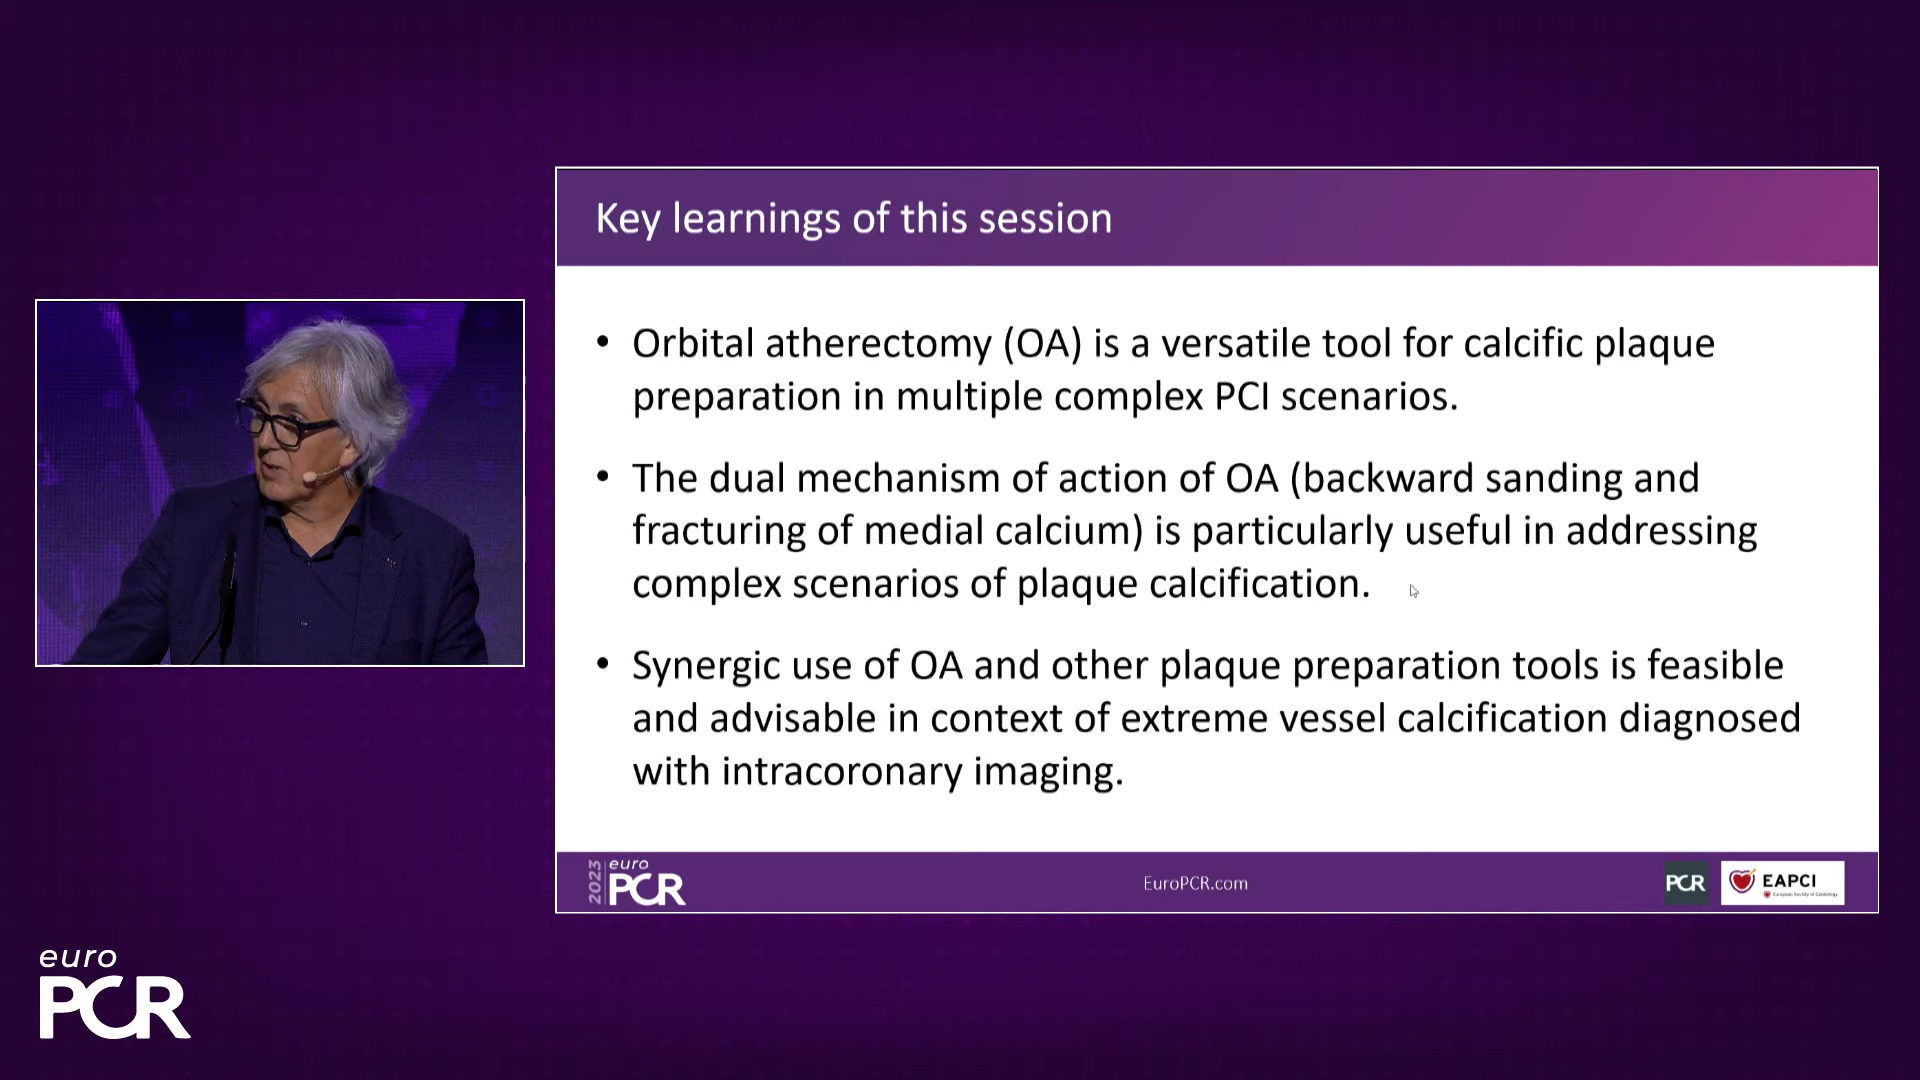 Key learnings of this session
• Orbital atherectomy (OA) is a versatile tool for calcific plaque
preparation in multiple complex PCI scenarios.
• The dual mechanism of action of OA (backward sanding and
fracturing of medial calcium) is particularly useful in addressing
complex scenarios of plaque calcification.
• Synergic use of OA and other plaque preparation tools is feasible
and advisable in context of extreme vessel calcification diagnosed
with intracoronary imaging.
2023
euro
PCR
EuroPCR.com
PCR
EAPCI
European Society of Cardiology
euro
PCR